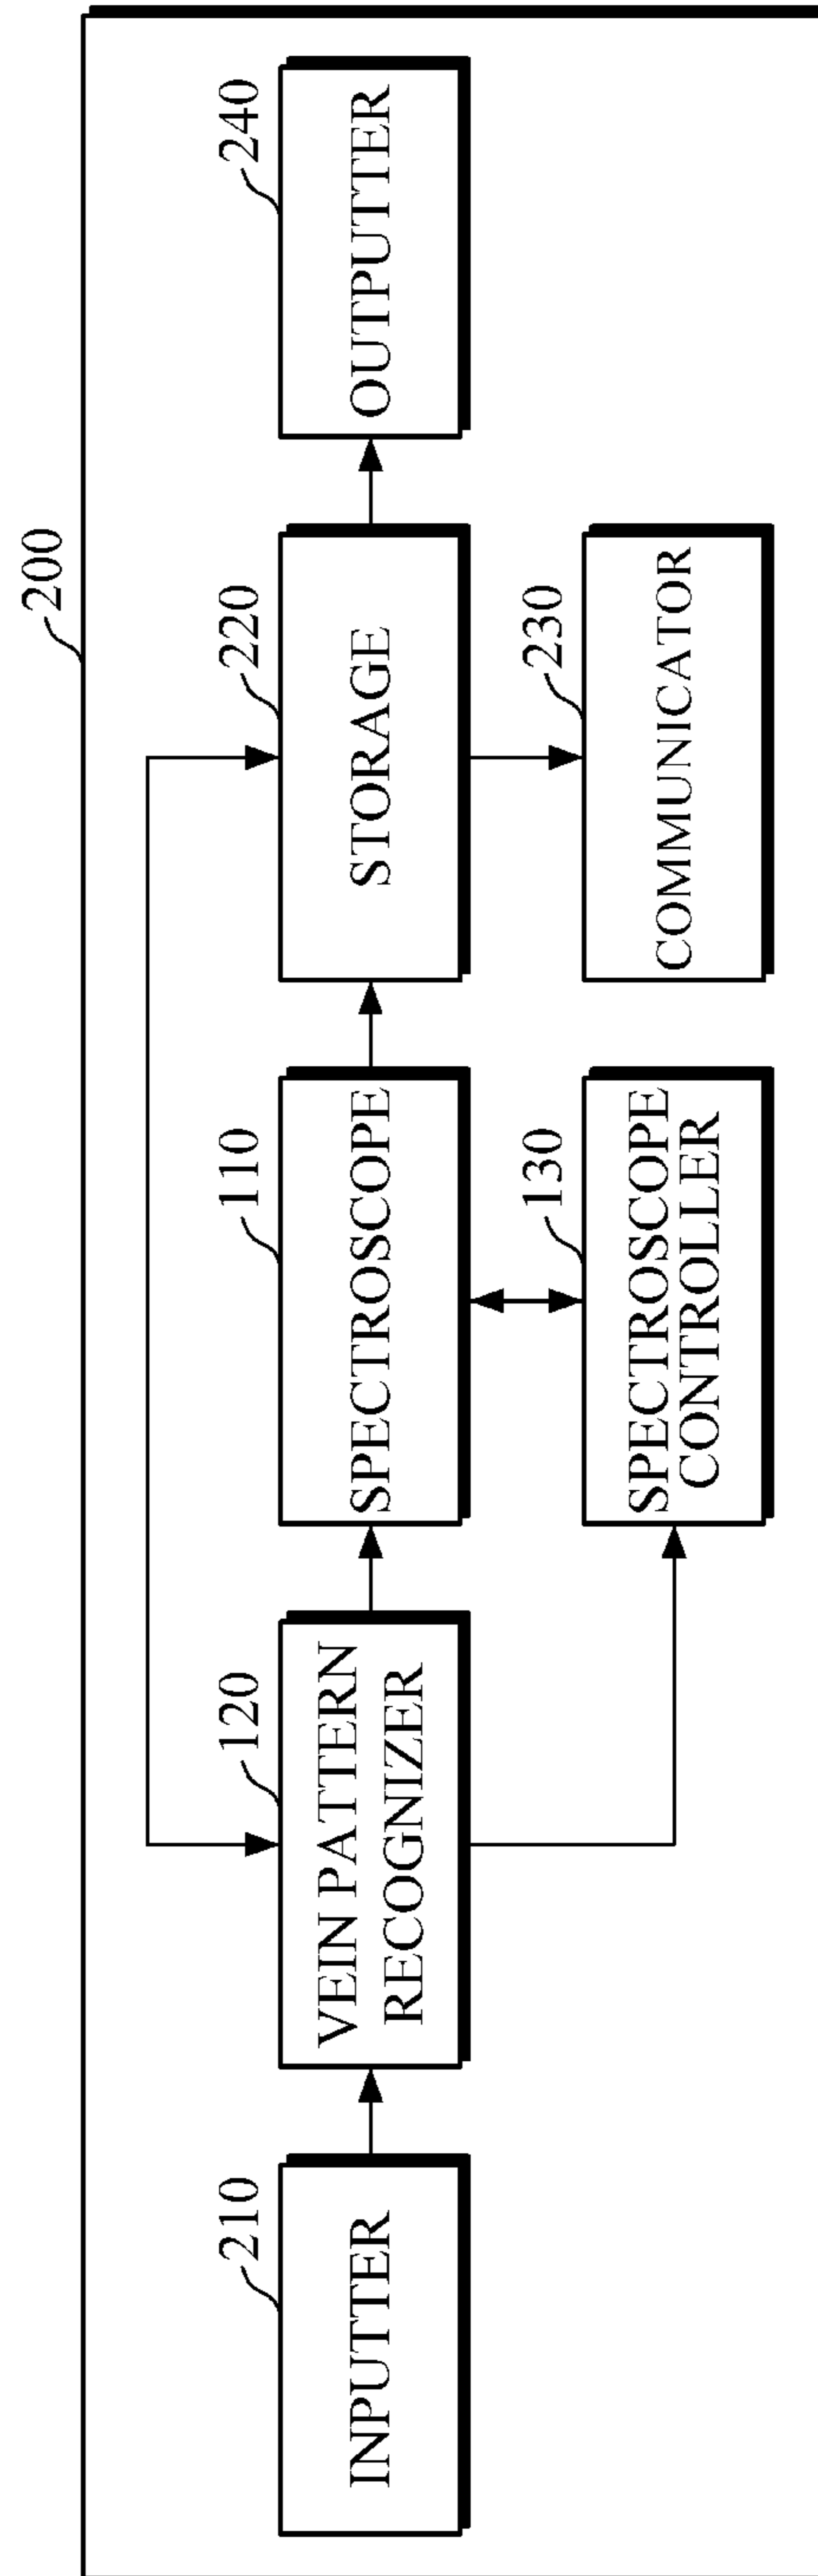 200
210
INPUTTER
120
VEIN PATTERN
RECOGNIZER
110
SPECTROSCOPE
220
STORAGE
240
OUTPUTTER
130
SPECTROSCOPE
CONTROLLER
230
COMMUNICATOR